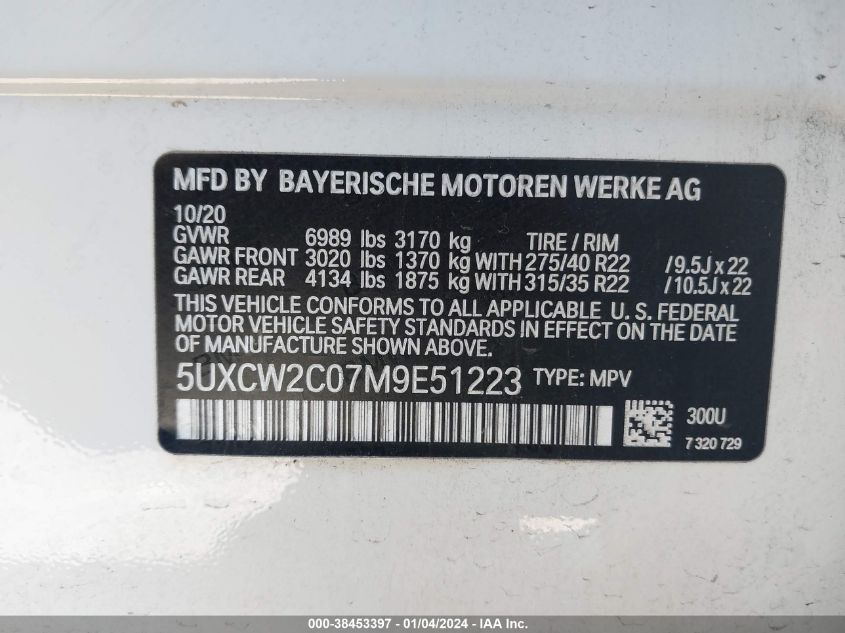 MFD BY BAYERISCHE MOTOREN WERKE AG
10/20
GVWR 6989 lbs 3170 kg TIRE / RIM
GAWR FRONT 3020 lbs 1370 kg WITH 275/40 R22 /9.5J x 22
GAWR REAR 4134 lbs 1875 kg WITH 315/35 R22 /10.5J x 22
THIS VEHICLE CONFORMS TO ALL APPLICABLE U. S. FEDERAL
MOTOR VEHICLE SAFETY STANDARDS IN EFFECT ON THE DATE
OF MANUFACTURE SHOWN ABOVE.
5UXCW2C07M9E51223 TYPE: MPV
300U
7 320 729
000-38453397 - 01/04/2024 - IAA Inc.